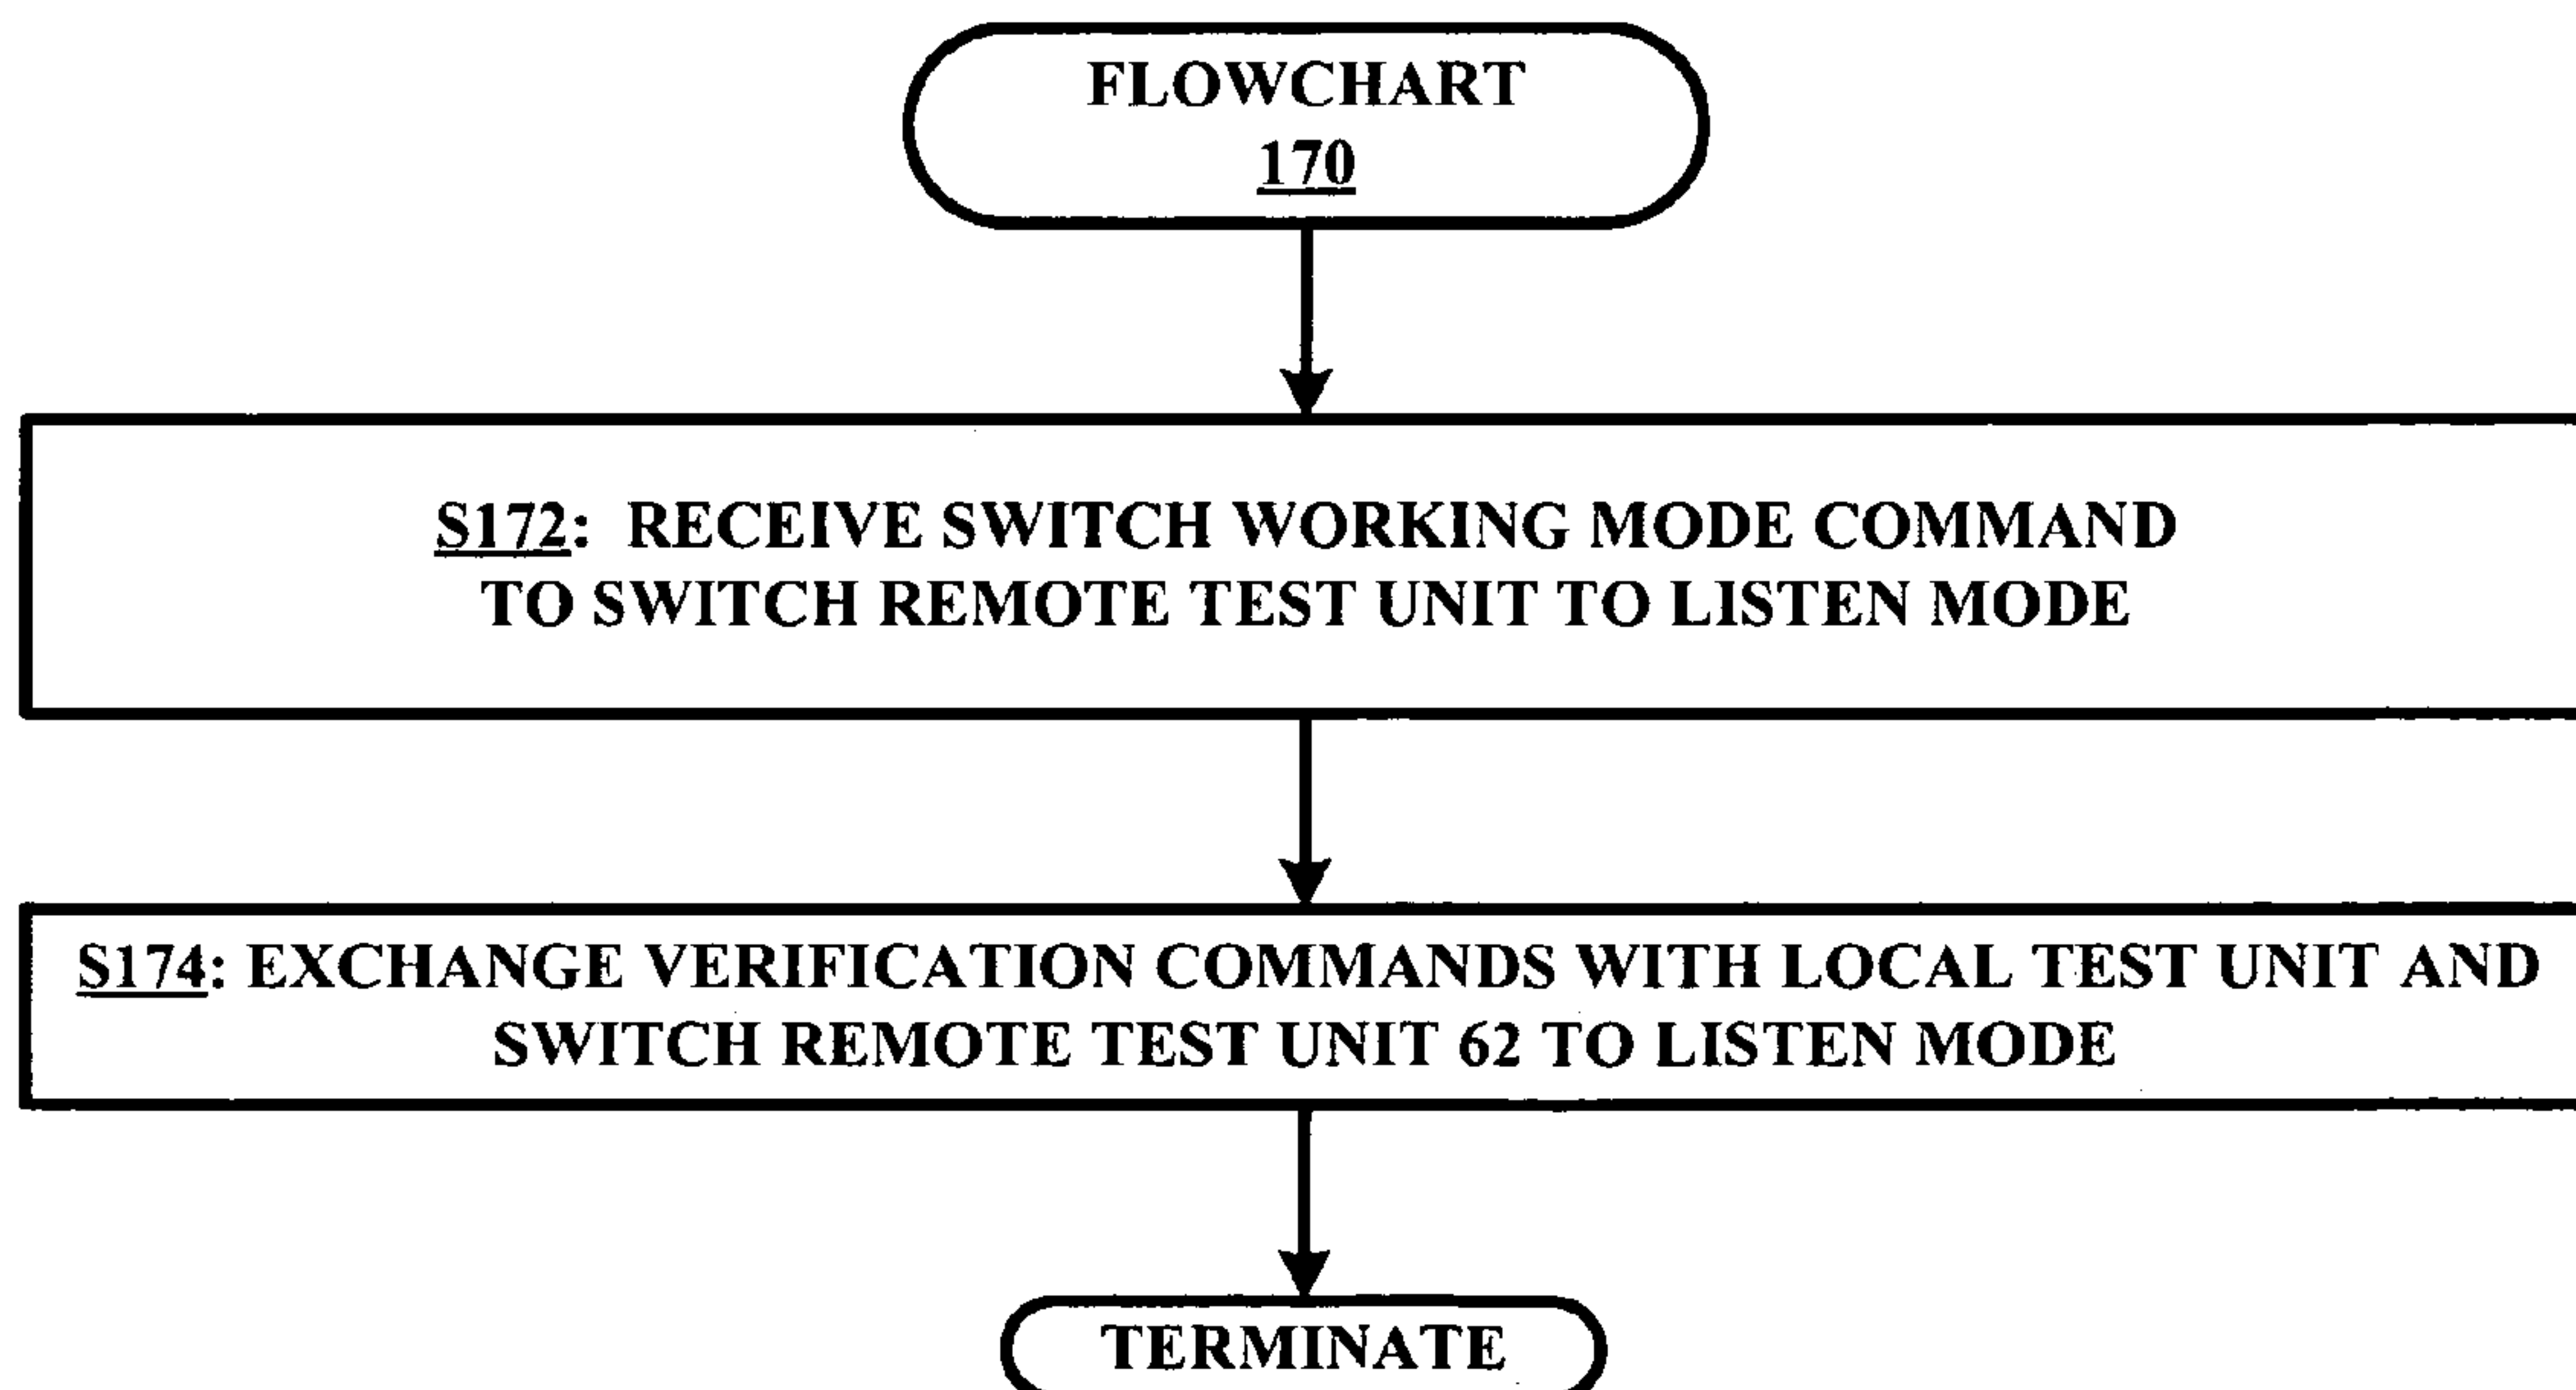 FLOWCHART
170
S172: RECEIVE SWITCH WORKING MODE COMMAND
TO SWITCH REMOTE TEST UNIT TO LISTEN MODE
S174: EXCHANGE VERIFICATION COMMANDS WITH LOCAL TEST UNIT AND
SWITCH REMOTE TEST UNIT 62 TO LISTEN MODE
TERMINATE